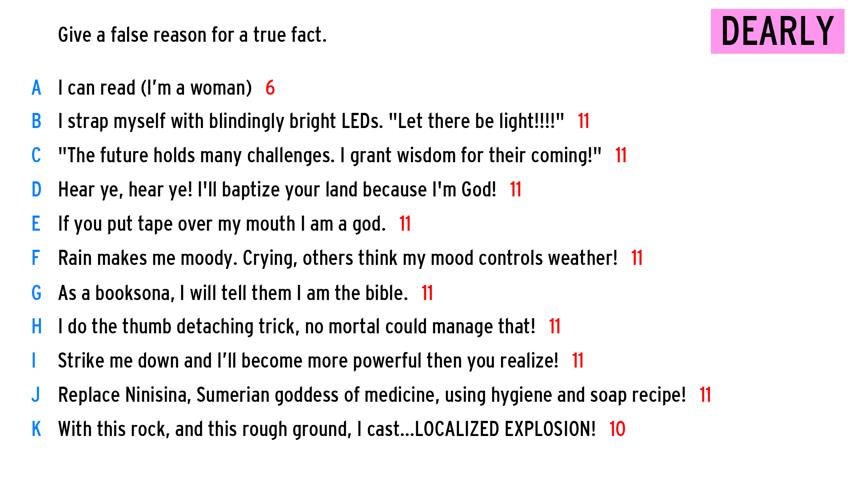 Give a false reason for a true fact.
DEARLY
A I can read (I'm a woman) 6
B I strap myself with blindingly bright LEDs. "Let there be light!!!!" 11
C "The future holds many challenges. I grant wisdom for their coming!" 11
D Hear ye, hear ye! I'll baptize your land because I'm God! 11
E If you put tape over my mouth I am a god. 11
F Rain makes me moody. Crying, others think my mood controls weather! 11
G As a booksona, I will tell them I am the bible. 11
H I do the thumb detaching trick, no mortal could manage that! 11
I Strike me down and I'll become more powerful then you realize! 11
J Replace Ninisina, Sumerian goddess of medicine, using hygiene and soap recipe! 11
K With this rock, and this rough ground, I cast...LOCALIZED EXPLOSION! 10